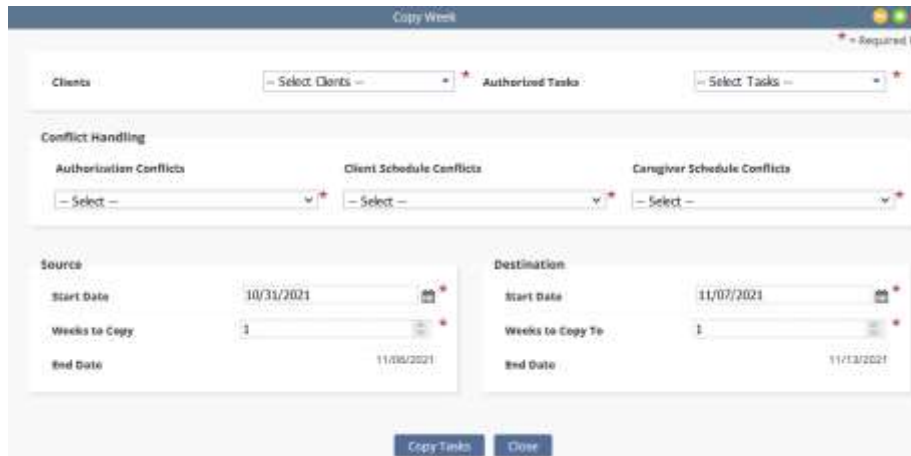 Copy Week
* = Required
Clients -- Select Clients -- * Authorized Tasks -- Select Tasks -- *
Conflict Handling
Authorization Conflicts Client Schedule Conflicts Caregiver Schedule Conflicts
-- Select -- * -- Select -- * -- Select -- *
Source Destination
Start Date 10/31/2021 * Start Date 11/07/2021 *
Weeks to Copy 1 * Weeks to Copy To 1 *
End Date 11/06/2021 End Date 11/13/2021
Copy Tasks Close